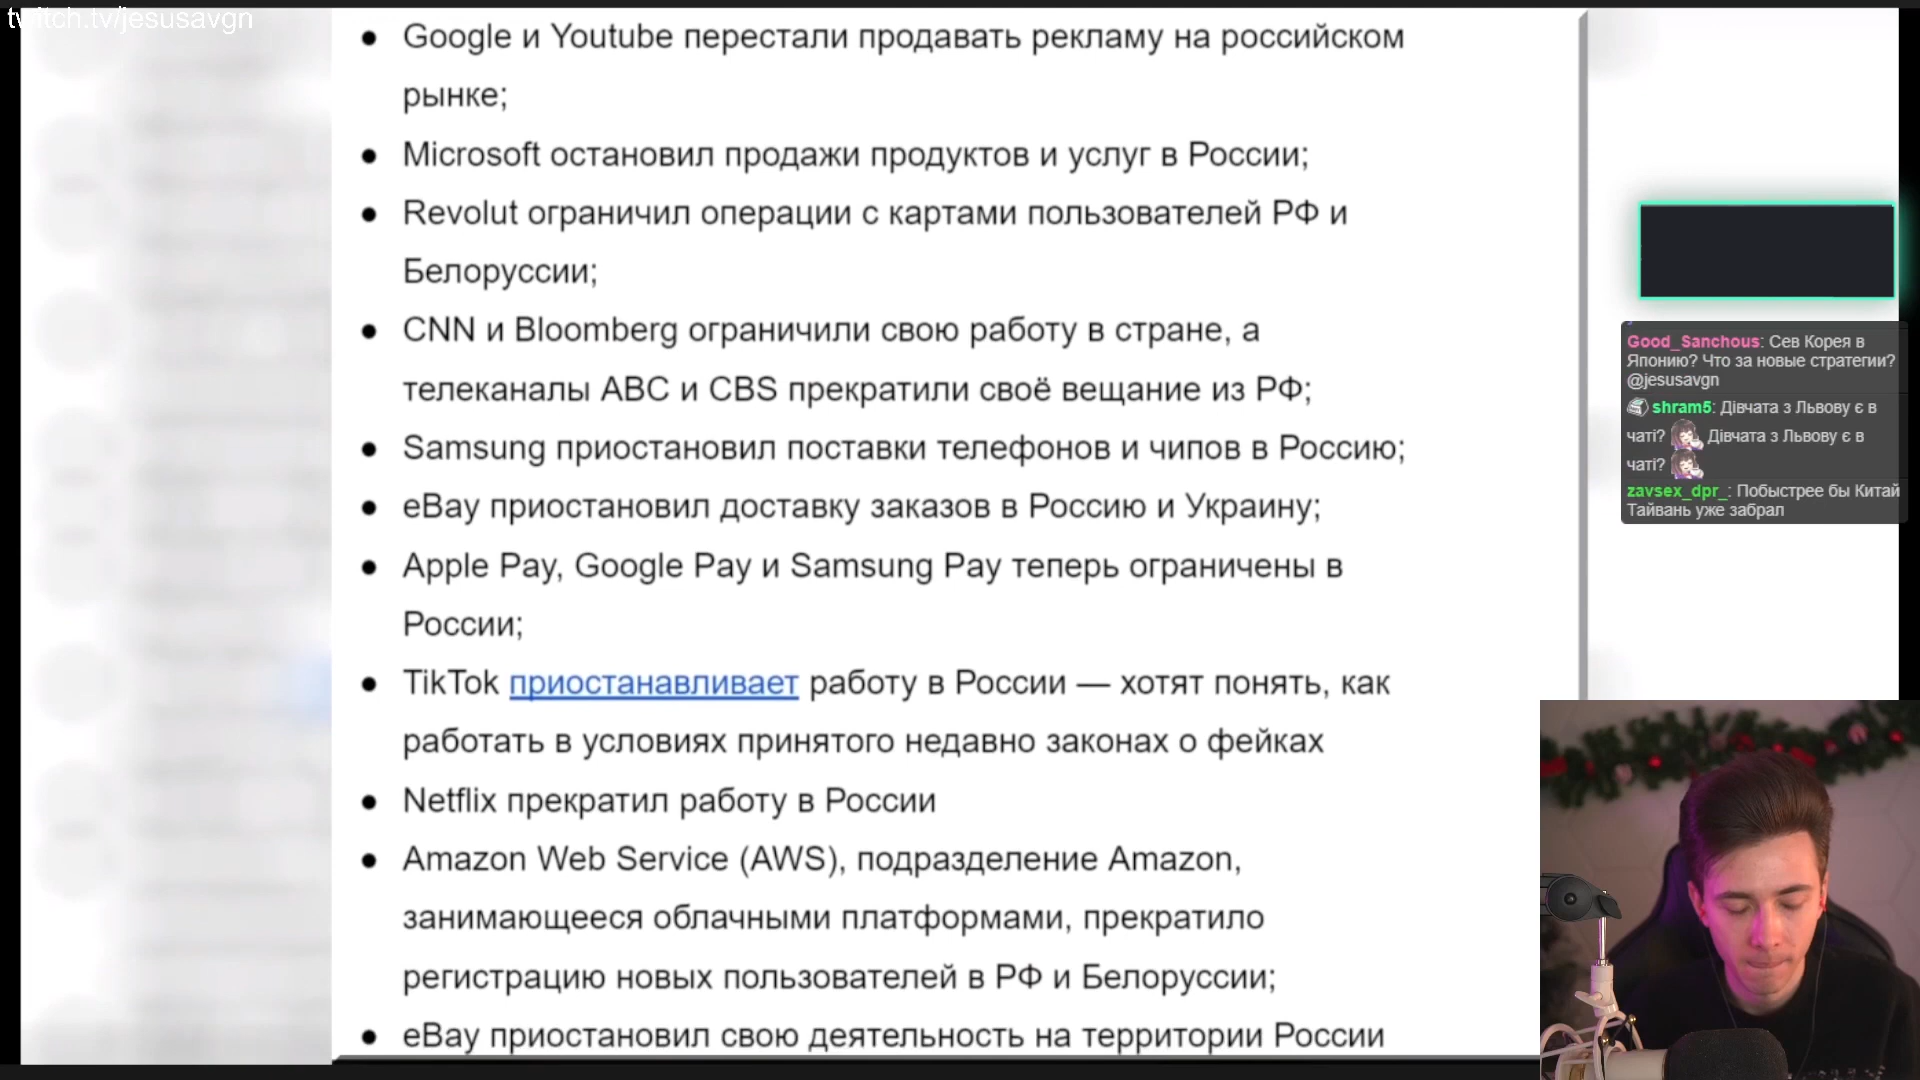 twitch.tv/jesusavgn
● Google и Youtube перестали продавать рекламу на российском
рынке;
● Microsoft остановил продажи продуктов и услуг в России;
● Revolut ограничил операции с картами пользователей РФ и
Белоруссии;
● CNN и Bloomberg ограничили свою работу в стране, а
телеканалы ABC и CBS прекратили своё вещание из РФ;
● Samsung приостановил поставки телефонов и чипов в Россию;
● eBay приостановил доставку заказов в Россию и Украину;
● Apple Pay, Google Pay и Samsung Pay теперь ограничены в
России;
● TikTok приостанавливает работу в России — хотят понять, как
работать в условиях принятого недавно законах о фейках
● Netflix прекратил работу в России
● Amazon Web Service (AWS), подразделение Amazon,
занимающееся облачными платформами, прекратило
регистрацию новых пользователей в РФ и Белоруссии;
● eBay приостановил свою деятельность на территории России
Good_Sanchous: Сев Корея в
Японию? Что за новые стратегии?
@jesusavgn
shram5: Дівчата з Львову є в
чаті? Дівчата з Львову є в
чаті?
zavsex_dpr_: Побыстрее бы Китай
Тайвань уже забрал